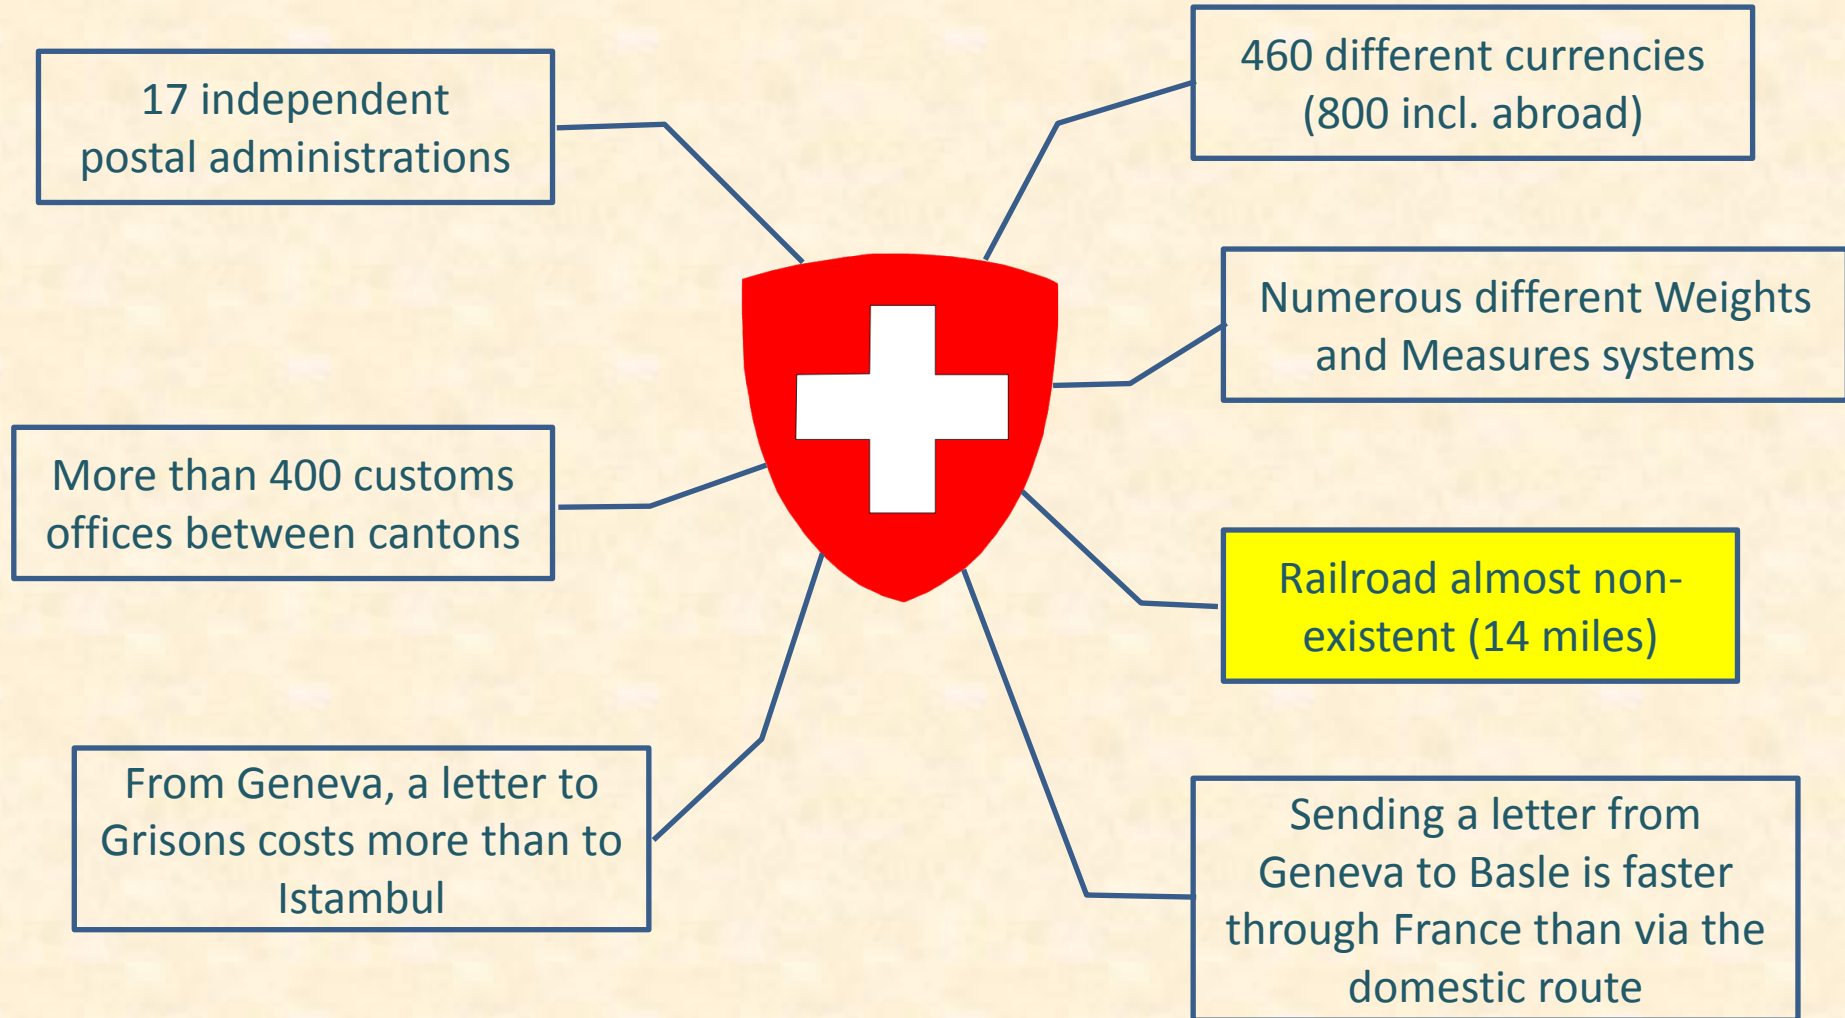 17 independent
postal administrations
More than 400 customs
offices between cantons
From Geneva, a letter to
Grisons costs more than to
Istambul
460 different currencies
(800 incl. abroad)
Numerous different Weights
and Measures systems
Railroad almost non-
existent (14 miles)
Sending a letter from
Geneva to Basle is faster
through France than via the
domestic route